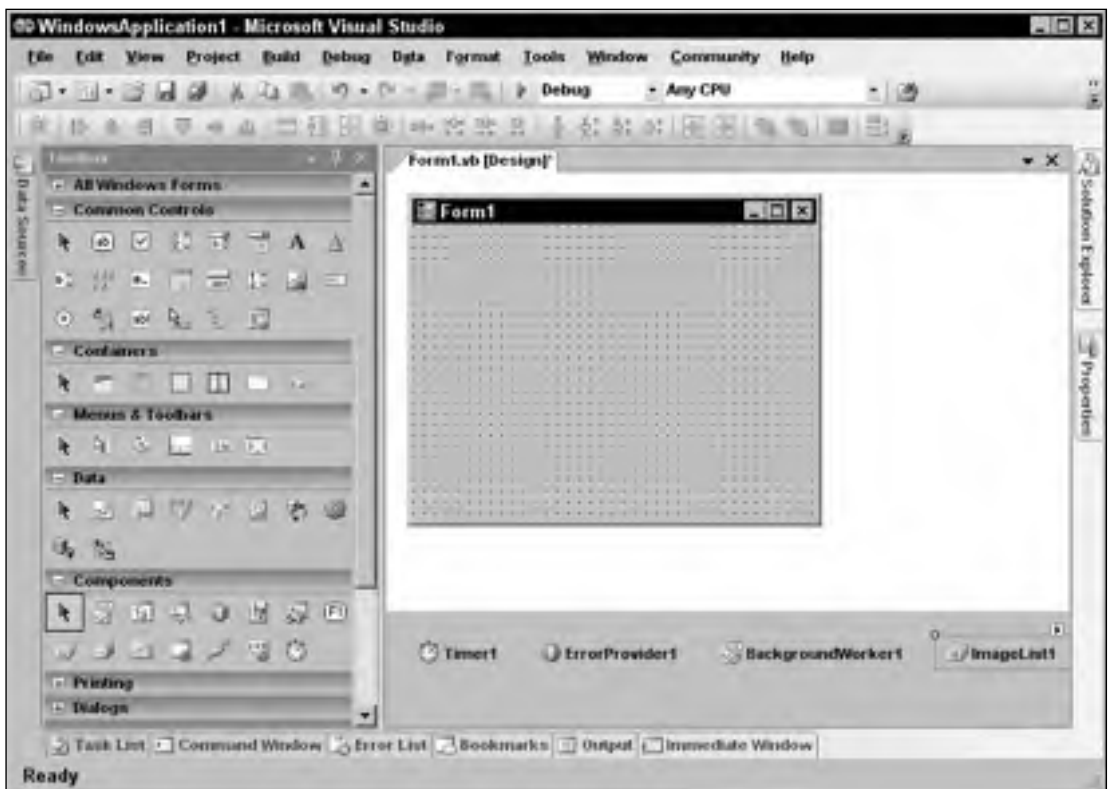 WindowsApplication1 - Microsoft Visual Studio
File Edit View Project Build Debug Data Format Tools Window Community Help
Debug Any CPU
Toolbox
Form1.vb [Design]*
Data Sources
All Windows Forms
Common Controls
Form1
Solution Explorer
Properties
Containers
Menus & Toolbars
Data
Components
Timer1 ErrorProvider1 BackgroundWorker1 ImageList1
Printing
Dialogs
Task List Command Window Error List Bookmarks Output Immediate Window
Ready